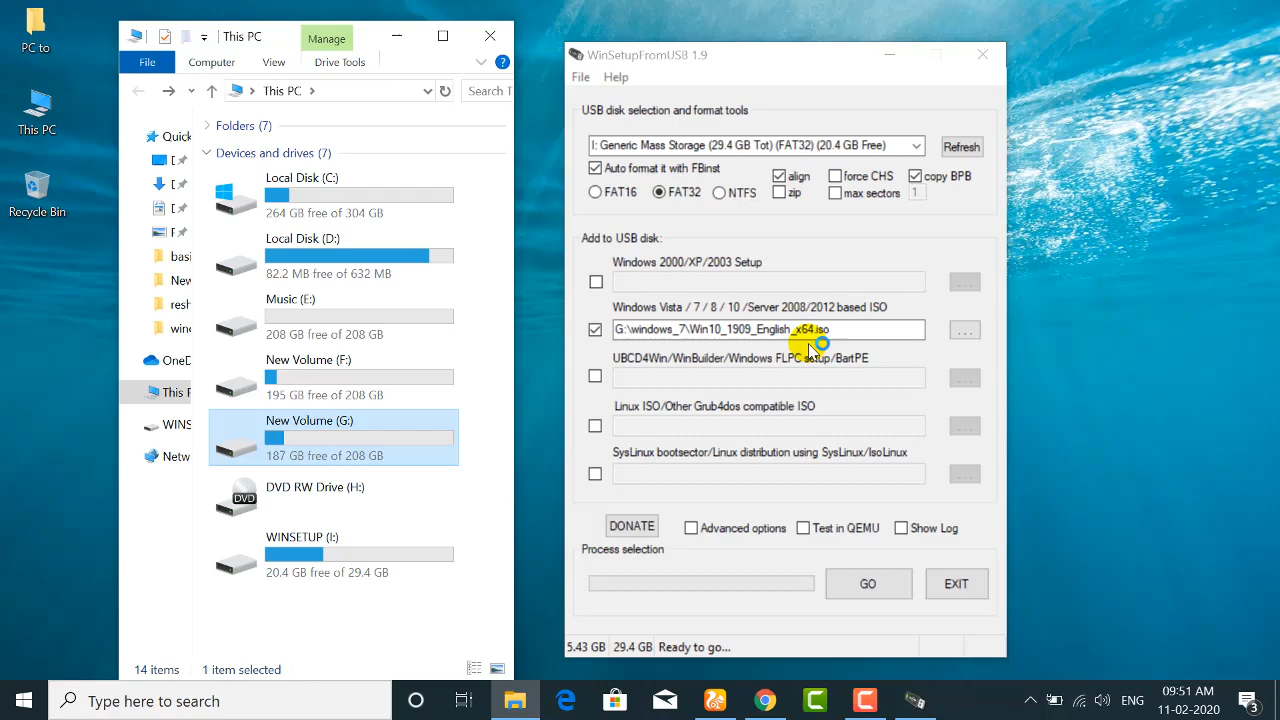 PC to
This PC
Recycle Bin
This PC
Manage
File
Computer
View
Drive Tools
This PC
Search T
Quick
Folders (7)
Devices and drives (7)
Local Disk (C:)
264 GB free of 304 GB
Local Disk (D:)
82.2 MB free of 632 MB
Music (E:)
208 GB free of 208 GB
New Volume (F:)
195 GB free of 208 GB
New Volume (G:)
187 GB free of 208 GB
DVD RW Drive (H:)
DVD
WINSETUP (I:)
20.4 GB free of 29.4 GB
basi
New
resh
wine
OneD
This P
WINS
Netw
14 items
1 item selected
WinSetupFromUSB 1.9
File
Help
USB disk selection and format tools
I: Generic Mass Storage (29.4 GB Tot) (FAT32) (20.4 GB Free)
Refresh
Auto format it with FBinst
align
force CHS
copy BPB
FAT16
FAT32
NTFS
zip
max sectors
1
Add to USB disk:
Windows 2000/XP/2003 Setup
...
Windows Vista / 7 / 8 / 10 /Server 2008/2012 based ISO
G:\windows_7\Win10_1909_English_x64.iso
...
UBCD4Win/WinBuilder/Windows FLPC setup/BartPE
...
Linux ISO/Other Grub4dos compatible ISO
...
SysLinux bootsector/Linux distribution using SysLinux/IsoLinux
...
DONATE
Advanced options
Test in QEMU
Show Log
Process selection
GO
EXIT
5.43 GB
29.4 GB
Ready to go...
Type here to search
ENG
09:51 AM
11-02-2020
3